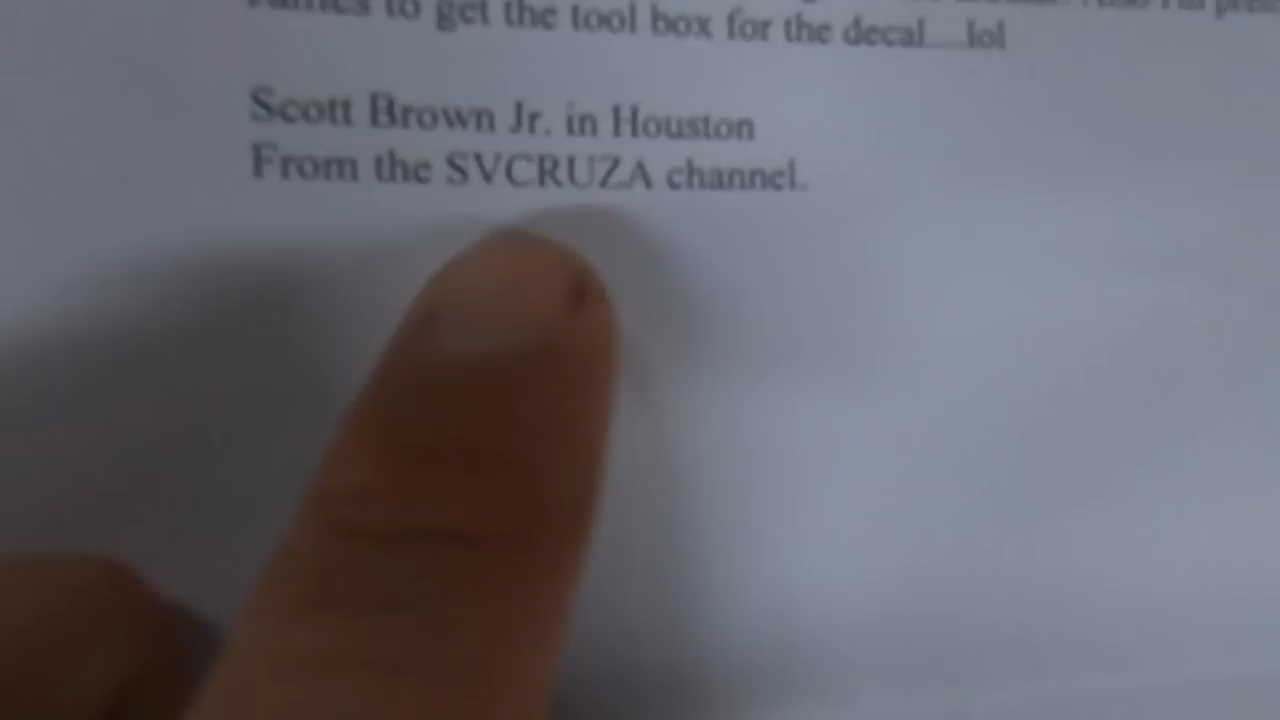 to get the tool box for the decal....lol
Scott Brown Jr. in Houston
From the SVCRUZA channel.